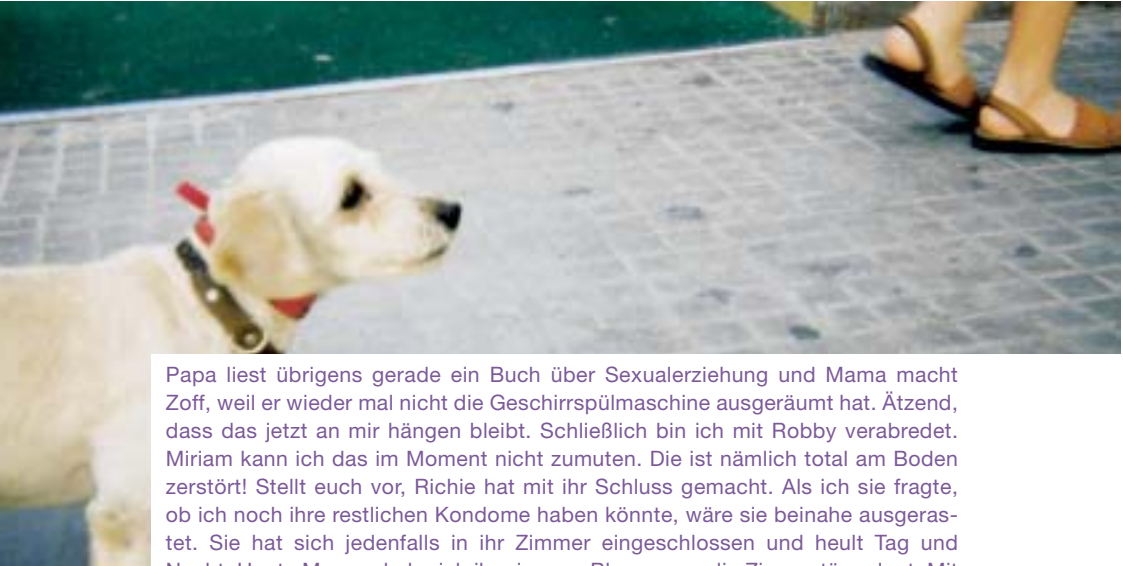 Papa liest übrigens gerade ein Buch über Sexualerziehung und Mama macht
Zoff, weil er wieder mal nicht die Geschirrspülmaschine ausgeräumt hat. Ätzend,
dass das jetzt an mir hängen bleibt. Schließlich bin ich mit Robby verabredet.
Miriam kann ich das im Moment nicht zumuten. Die ist nämlich total am Boden
zerstört! Stellt euch vor, Richie hat mit ihr Schluss gemacht. Als ich sie fragte,
ob ich noch ihre restlichen Kondome haben könnte, wäre sie beinahe ausgeras-
tet. Sie hat sich jedenfalls in ihr Zimmer eingeschlossen und heult Tag und